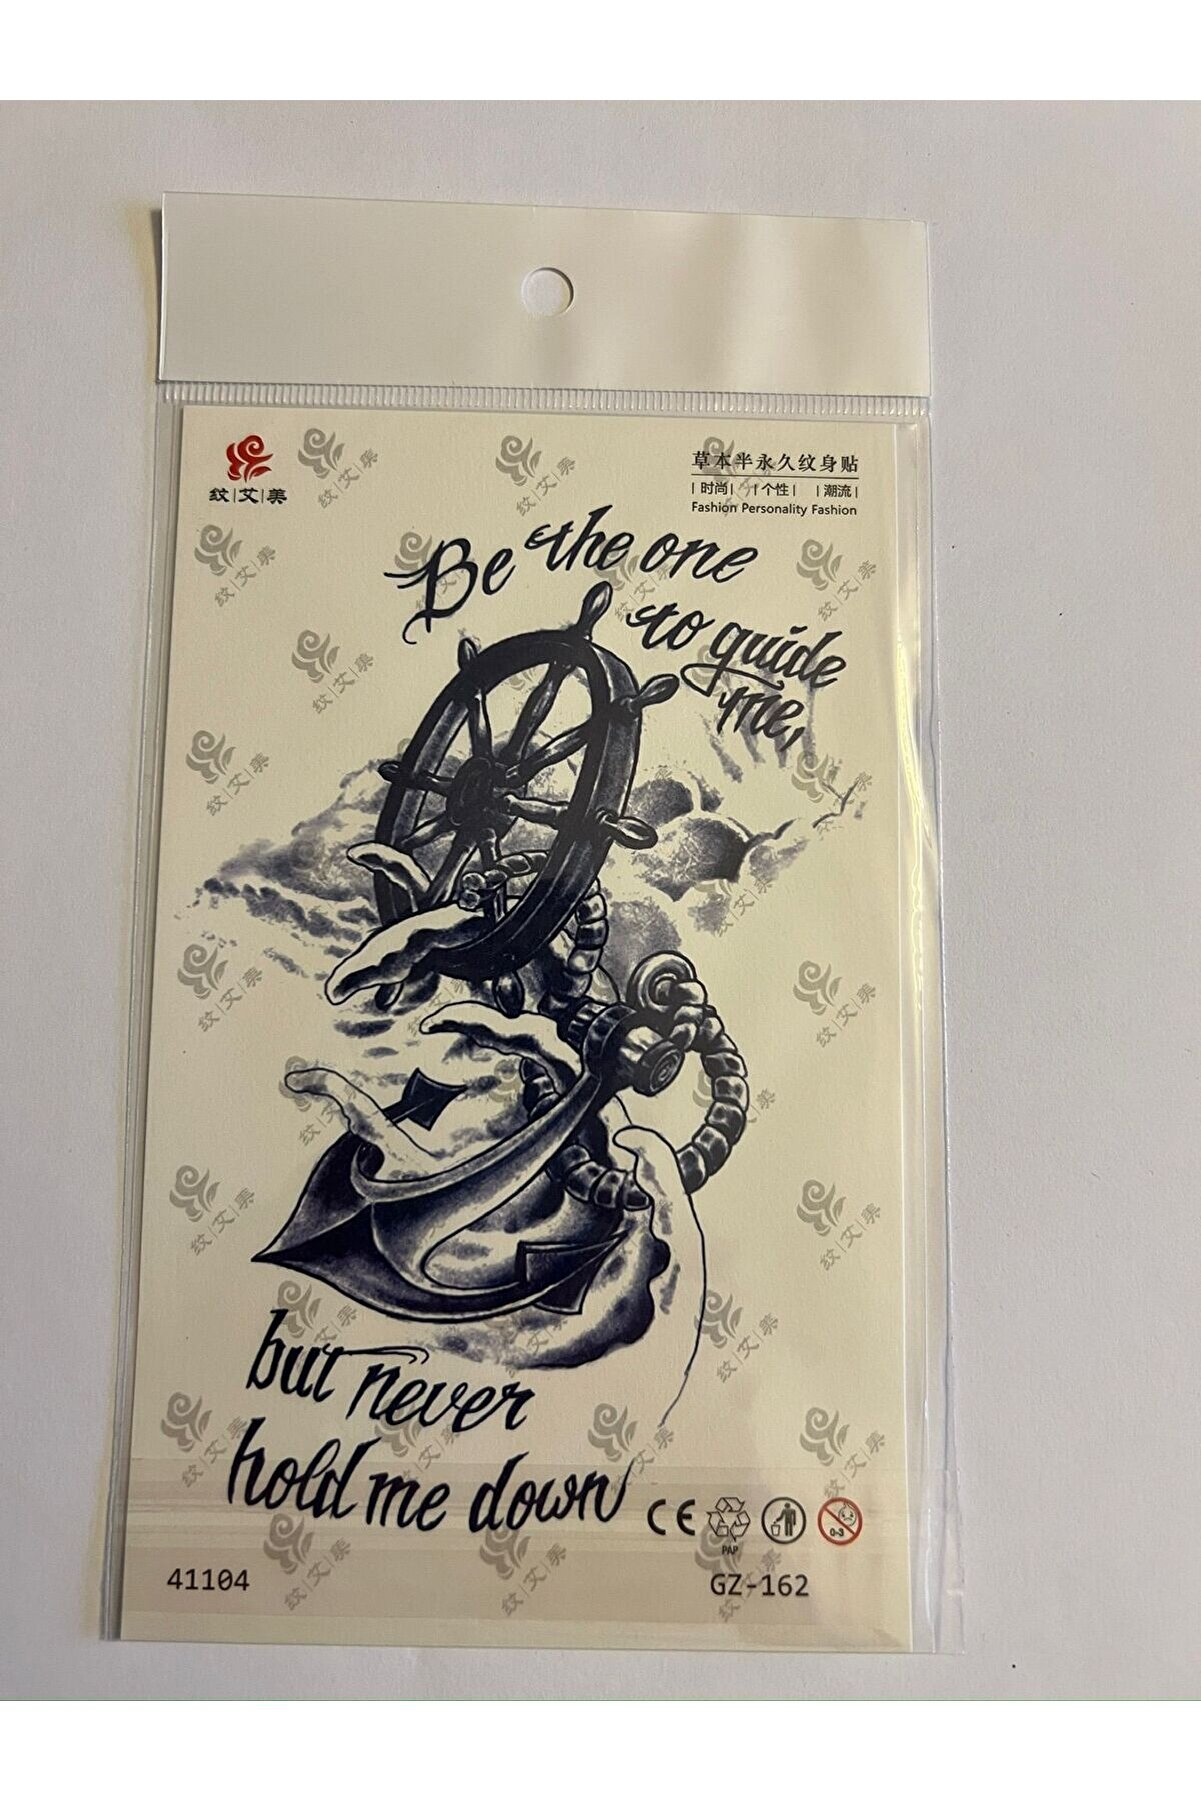 纹|艾|美
草本半永久纹身贴
|时尚| |个性| |潮流|
Fashion Personality Fashion
Be the one
to guide
me,
but never
hold me down
CE
PAP
0-3
41104
GZ-162